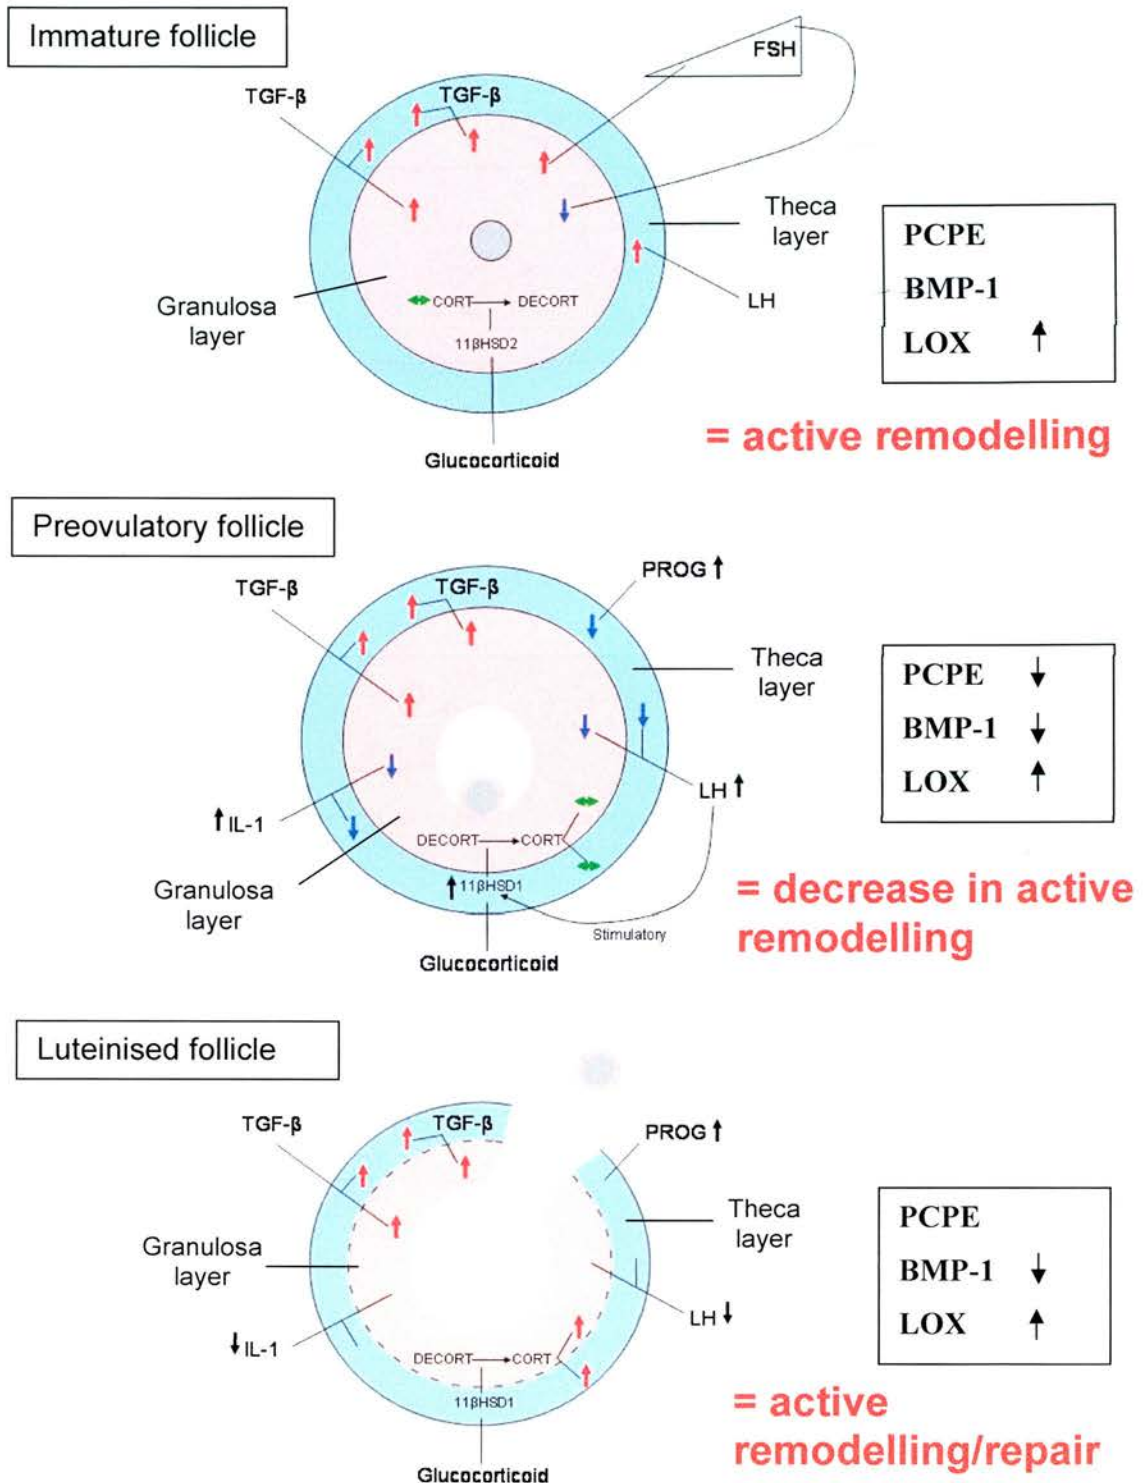 Immature follicle
FSH
TGF-β
TGF-β
Theca
layer
Granulosa
layer
LH
CORT → DECORT
11βHSD2
Glucocorticoid
PCPE
BMP-1
LOX ↑
= active remodelling
Preovulatory follicle
PROG ↑
TGF-β
TGF-β
Theca
layer
LH ↑
↑ IL-1
DECORT → CORT
Granulosa
layer
↑ 11βHSD1
Stimulatory
Glucocorticoid
PCPE ↓
BMP-1 ↓
LOX ↑
= decrease in active
remodelling
Luteinised follicle
TGF-β
TGF-β
PROG ↑
Theca
layer
Granulosa
layer
LH ↓
↓ IL-1
DECORT → CORT
11βHSD1
Glucocorticoid
PCPE
BMP-1 ↓
LOX ↑
= active
remodelling/repair